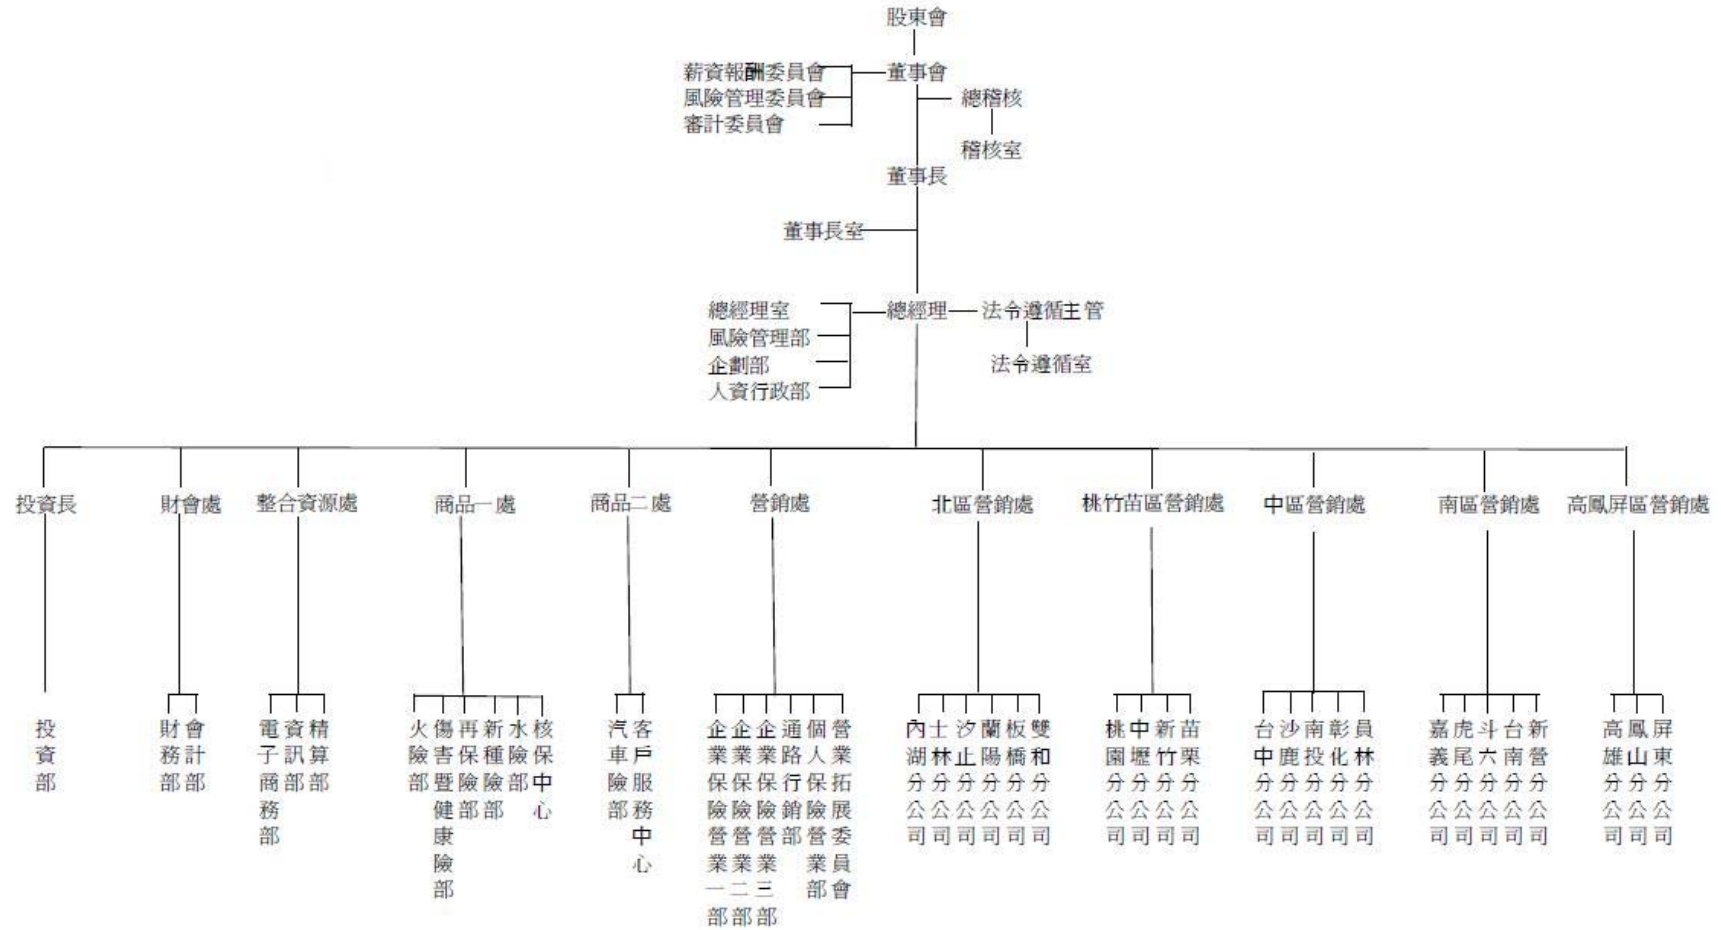 股東會
薪資報酬委員會
董事會
風險管理委員會
總稽核
審計委員會
稽核室
董事長
董事長室
總經理室
總經理
法令遵循主管
風險管理部
企劃部
法令遵循室
人資行政部
投資長
財會處
整合資源處
商品一處
商品二處
營銷處
北區營銷處
桃竹苗區營銷處
中區營銷處
南區營銷處
高鳳屏區營銷處
投資部
財務部
會計部
電子商務部
資訊部
精算部
火險部
傷害暨健康險部
再保險部
新種險部
水險部
核保中心
汽車險部
客戶服務中心
企業保險營業一部
企業保險營業二部
企業保險營業三部
通路行銷部
個人保險營業部
營業拓展委員會
內湖分公司
士林分公司
汐止分公司
蘭陽分公司
板橋分公司
雙和分公司
桃園分公司
中壢分公司
新竹分公司
苗栗分公司
台中分公司
沙鹿分公司
南投分公司
彰化分公司
員林分公司
嘉義分公司
虎尾分公司
斗六分公司
台南分公司
新營分公司
高雄分公司
鳳山分公司
屏東分公司